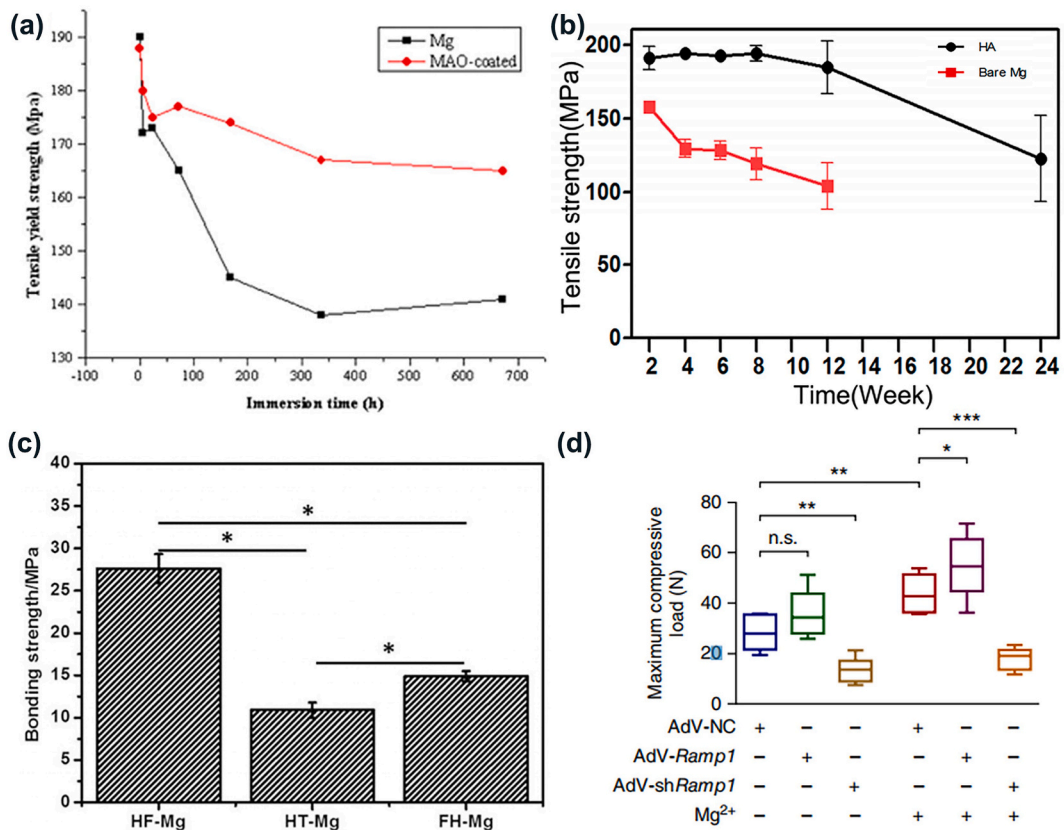 (a)
190
180
170
160
150
140
130
Tensile yield strength (Mpa)
Mg
MAO-coated
-100 0 100 200 300 400 500 600 700
Immersion time (h)
(b)
200
150
100
50
0
Tensile strength(MPa)
HA
Bare Mg
2 4 6 8 10 12 14 16 18 20 22 24
Time(Week)
(c)
40
35
30
25
20
15
10
5
0
Bonding strength/MPa
*
*
*
HF-Mg HT-Mg FH-Mg
(d)
***
*
**
**
n.s.
80
60
40
20
0
Maximum compressive
load (N)
AdV-NC + – – + – –
AdV-Ramp1 – + – – + –
AdV-shRamp1 – – + – – +
Mg²⁺ – – – + + +